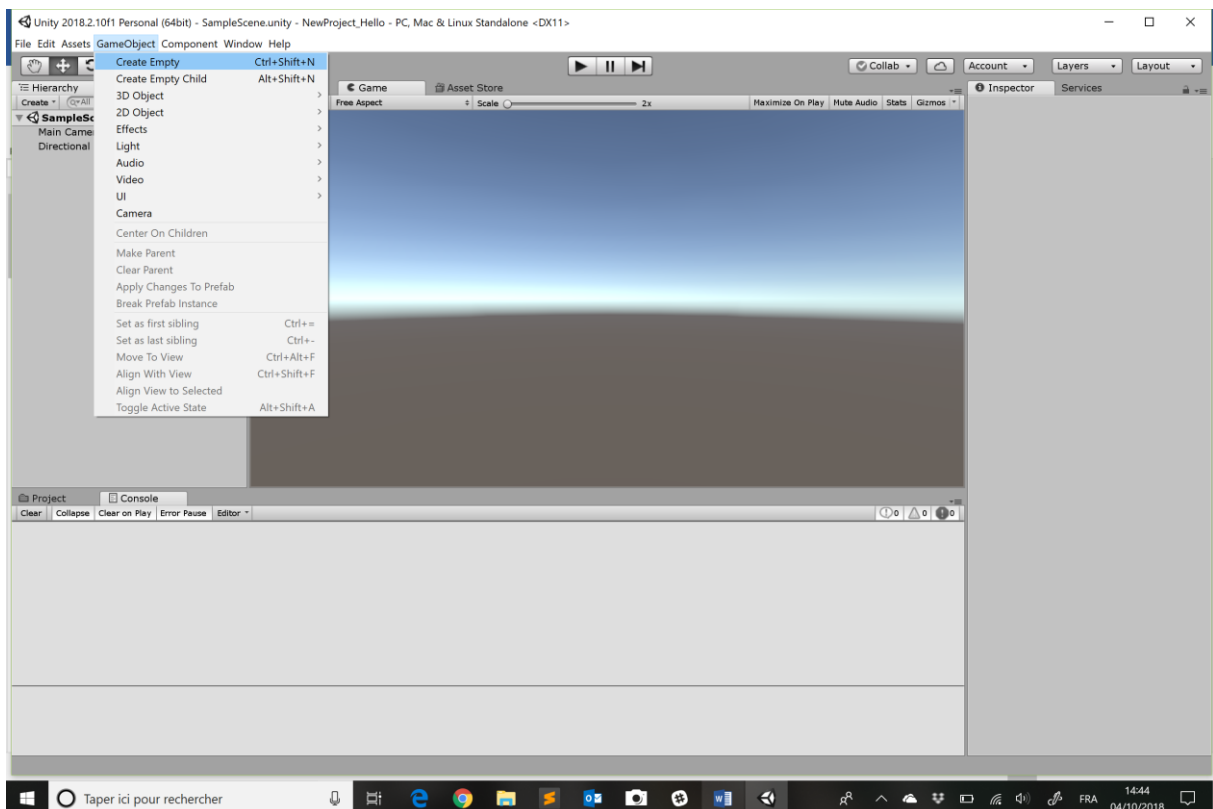 Unity 2018.2.10f1 Personal (64bit) - SampleScene.unity - NewProject_Hello - PC, Mac & Linux Standalone <DX11>
File Edit Assets GameObject Component Window Help
Collab Account Layers Layout
Create Empty Ctrl+Shift+N
Create Empty Child Alt+Shift+N
3D Object
2D Object
Effects
Light
Audio
Video
UI
Camera
Center On Children
Make Parent
Clear Parent
Apply Changes To Prefab
Break Prefab Instance
Set as first sibling Ctrl+=
Set as last sibling Ctrl+-
Move To View Ctrl+Alt+F
Align With View Ctrl+Shift+F
Align View to Selected
Toggle Active State Alt+Shift+A
Hierarchy
Create All
SampleSc
Main Came
Directional
Game Asset Store
Free Aspect Scale 2x Maximize On Play Mute Audio Stats Gizmos
Inspector Services
Project Console
Clear Collapse Clear on Play Error Pause Editor 0 0 0
Taper ici pour rechercher
FRA
14:44
04/10/2018